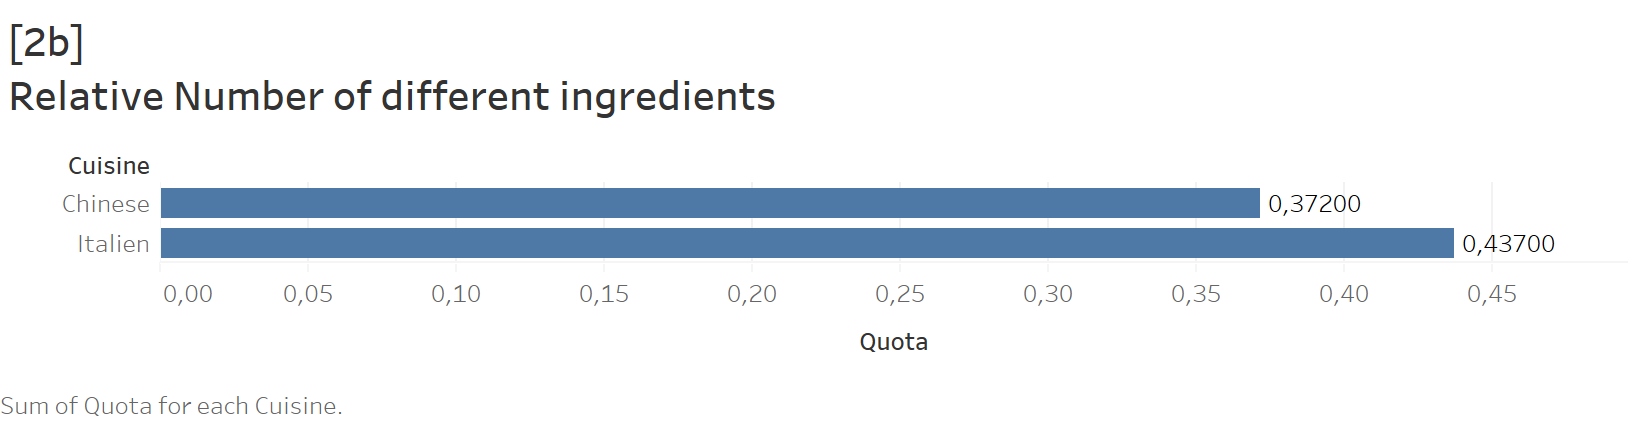 [2b]
Relative Number of different ingredients
Cuisine
Chinese 0,37200
Italien 0,43700
0,00 0,05 0,10 0,15 0,20 0,25 0,30 0,35 0,40 0,45
Quota
Sum of Quota for each Cuisine.